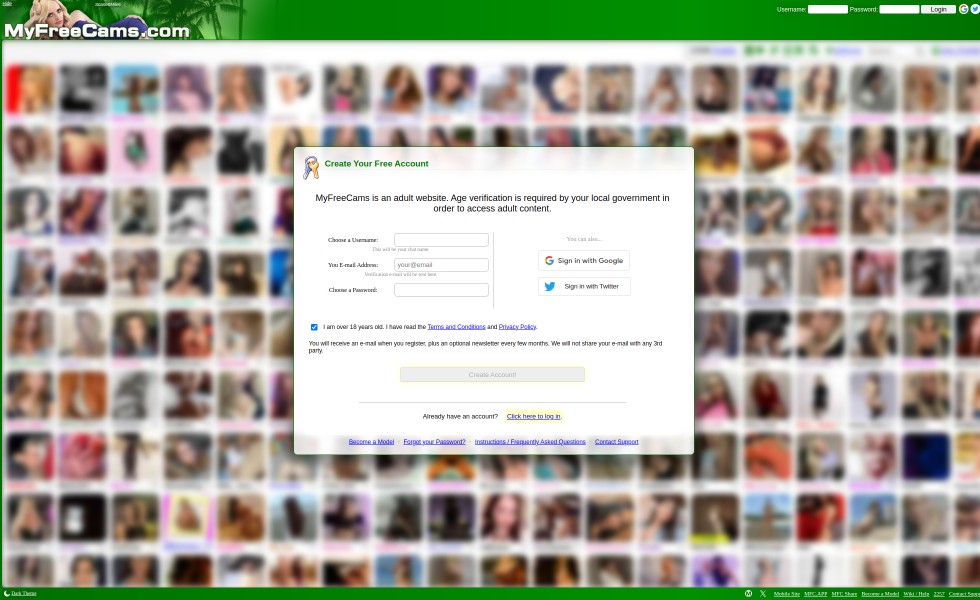 Username: Password: Login
MyFreeCams.com
Create Your Free Account
MyFreeCams is an adult website. Age verification is required by your local government in
order to access adult content.
Choose a Username:
This will be your chat name.
You E-mail Address: your@email
Verification e-mail will be sent here.
Choose a Password:
You can also...
Sign in with Google
Sign in with Twitter
I am over 18 years old. I have read the Terms and Conditions and Privacy Policy.
You will receive an e-mail when you register, plus an optional newsletter every few months. We will not share your e-mail with any 3rd
party.
Create Account!
Already have an account? Click here to log in.
Become a Model · Forgot your Password? · Instructions / Frequently Asked Questions · Contact Support
Dark Theme
Mobile Site MFC.APP MFC Share Become a Model Wiki / Help 2257 Contact